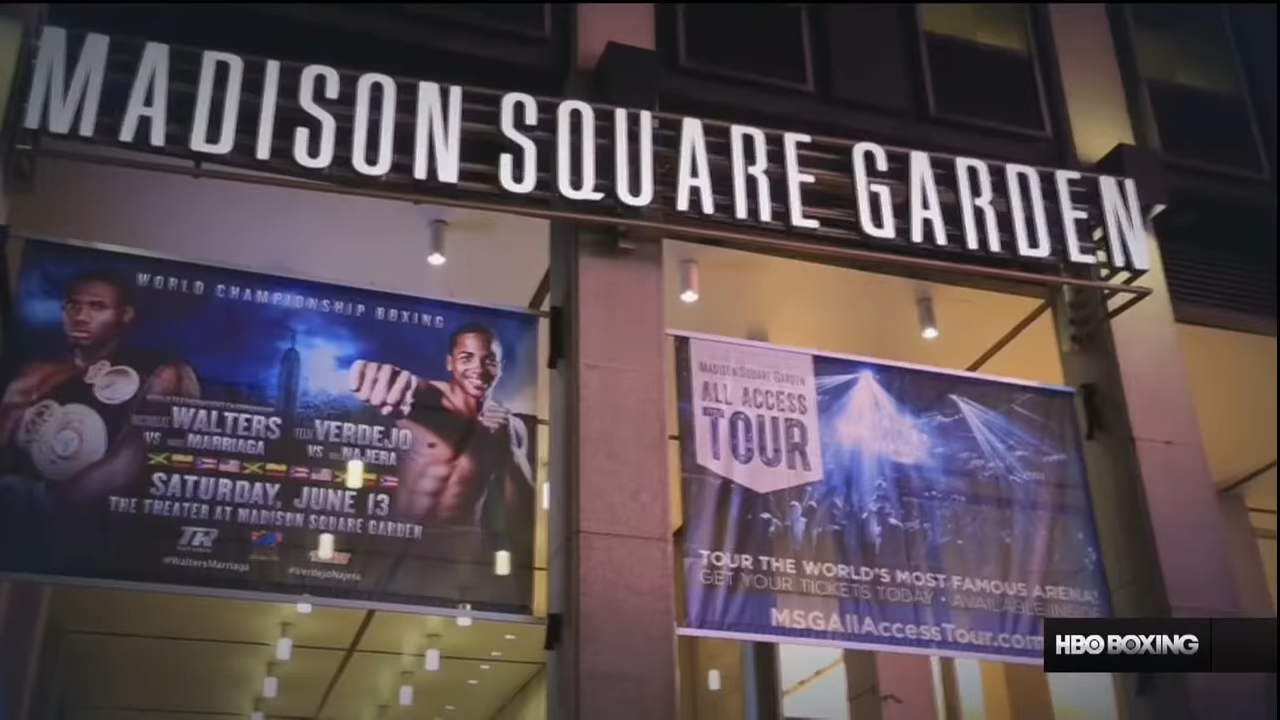 MADISON SQUARE GARDEN
WORLD CHAMPIONSHIP BOXING
WALTERS
VS MARRIAGA
VERDEJO
VS NAJERA
SATURDAY, JUNE 13
THE THEATER AT MADISON SQUARE GARDEN
TR
#WaltersMarriaga
#VerdejoNajera
MADISON SQUARE GARDEN
ALL ACCESS
TOUR
TOUR THE WORLD'S MOST FAMOUS ARENA!
GET YOUR TICKETS TODAY • AVAILABLE INSIDE
MSGAllAccessTour.com
HBO BOXING